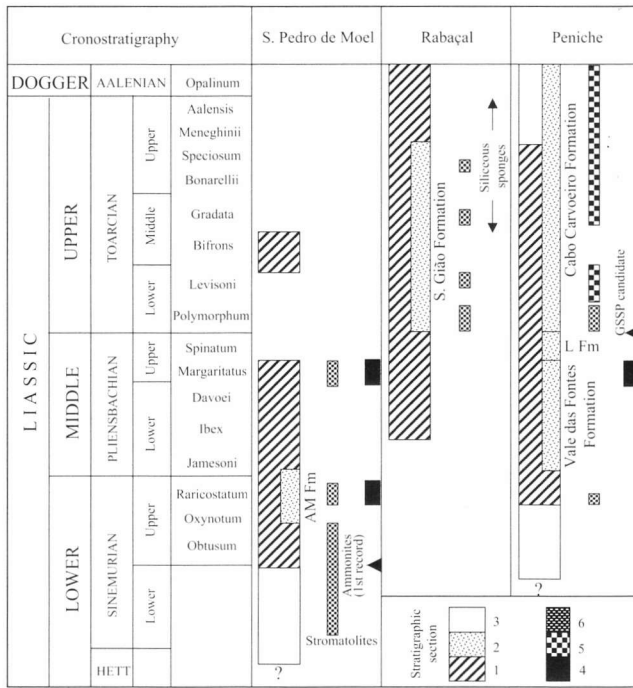 Cronostratigraphy
S. Pedro de Moel
Rabaçal
Peniche
DOGGER
AALENIAN
Opalinum
LIASSIC
UPPER
TOARCIAN
Upper
Aalensis
Meneghinii
Speciosum
Bonarellii
Middle
Gradata
Bifrons
Lower
Levisoni
Polymorphum
MIDDLE
PLIENSBACHIAN
Upper
Spinatum
Margaritatus
Lower
Davoei
Ibex
Jamesoni
LOWER
SINEMURIAN
Upper
Raricostatum
Oxynotum
Obtusum
Lower
HETT
AM Fm
Ammonites
(1st record)
Stromatolites
?
S. Gião Formation
Siliceous
sponges
Cabo Carvoeiro Formation
GSSP candidate
L Fm
Vale das Fontes
Formation
?
Stratigraphic
section
3
2
1
6
5
4